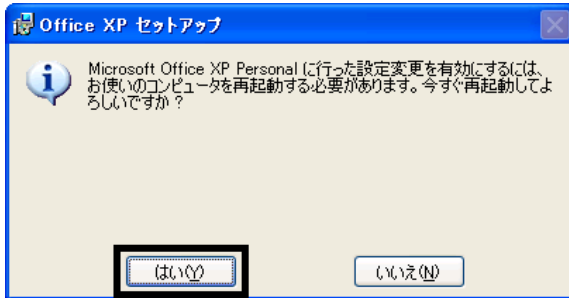 Office XP セットアップ
Microsoft Office XP Personal に行った設定変更を有効にするには、
お使いのコンピュータを再起動する必要があります。今すぐ再起動してよ
ろしいですか?
はい(Y)
いいえ(N)